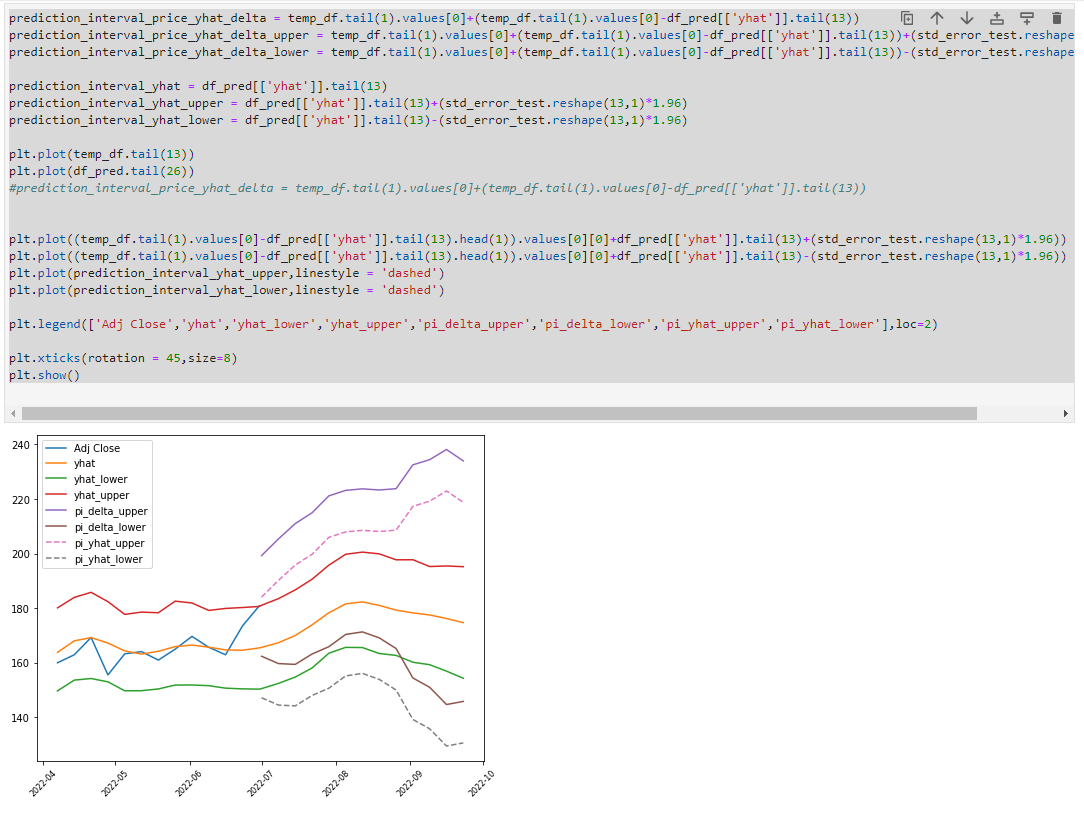 prediction_interval_price_yhat_delta = temp_df.tail(1).values[0]+(temp_df.tail(1).values[0]-df_pred[['yhat']].tail(13))
prediction_interval_price_yhat_delta_upper = temp_df.tail(1).values[0]+(temp_df.tail(1).values[0]-df_pred[['yhat']].tail(13))+(std_error_test.reshape
prediction_interval_price_yhat_delta_lower = temp_df.tail(1).values[0]+(temp_df.tail(1).values[0]-df_pred[['yhat']].tail(13))-(std_error_test.reshape
prediction_interval_yhat = df_pred[['yhat']].tail(13)
prediction_interval_yhat_upper = df_pred[['yhat']].tail(13)+(std_error_test.reshape(13,1)*1.96)
prediction_interval_yhat_lower = df_pred[['yhat']].tail(13)-(std_error_test.reshape(13,1)*1.96)
plt.plot(temp_df.tail(13))
plt.plot(df_pred.tail(26))
#prediction_interval_price_yhat_delta = temp_df.tail(1).values[0]+(temp_df.tail(1).values[0]-df_pred[['yhat']].tail(13))
plt.plot((temp_df.tail(1).values[0]-df_pred[['yhat']].tail(13).head(1)).values[0][0]+df_pred[['yhat']].tail(13)+(std_error_test.reshape(13,1)*1.96))
plt.plot((temp_df.tail(1).values[0]-df_pred[['yhat']].tail(13).head(1)).values[0][0]+df_pred[['yhat']].tail(13)-(std_error_test.reshape(13,1)*1.96))
plt.plot(prediction_interval_yhat_upper,linestyle = 'dashed')
plt.plot(prediction_interval_yhat_lower,linestyle = 'dashed')
plt.legend(['Adj Close','yhat','yhat_lower','yhat_upper','pi_delta_upper','pi_delta_lower','pi_yhat_upper','pi_yhat_lower'],loc=2)
plt.xticks(rotation = 45,size=8)
plt.show()
240
220
200
180
160
140
Adj Close
yhat
yhat_lower
yhat_upper
pi_delta_upper
pi_delta_lower
pi_yhat_upper
pi_yhat_lower
2022-04
2022-05
2022-06
2022-07
2022-08
2022-09
2022-10